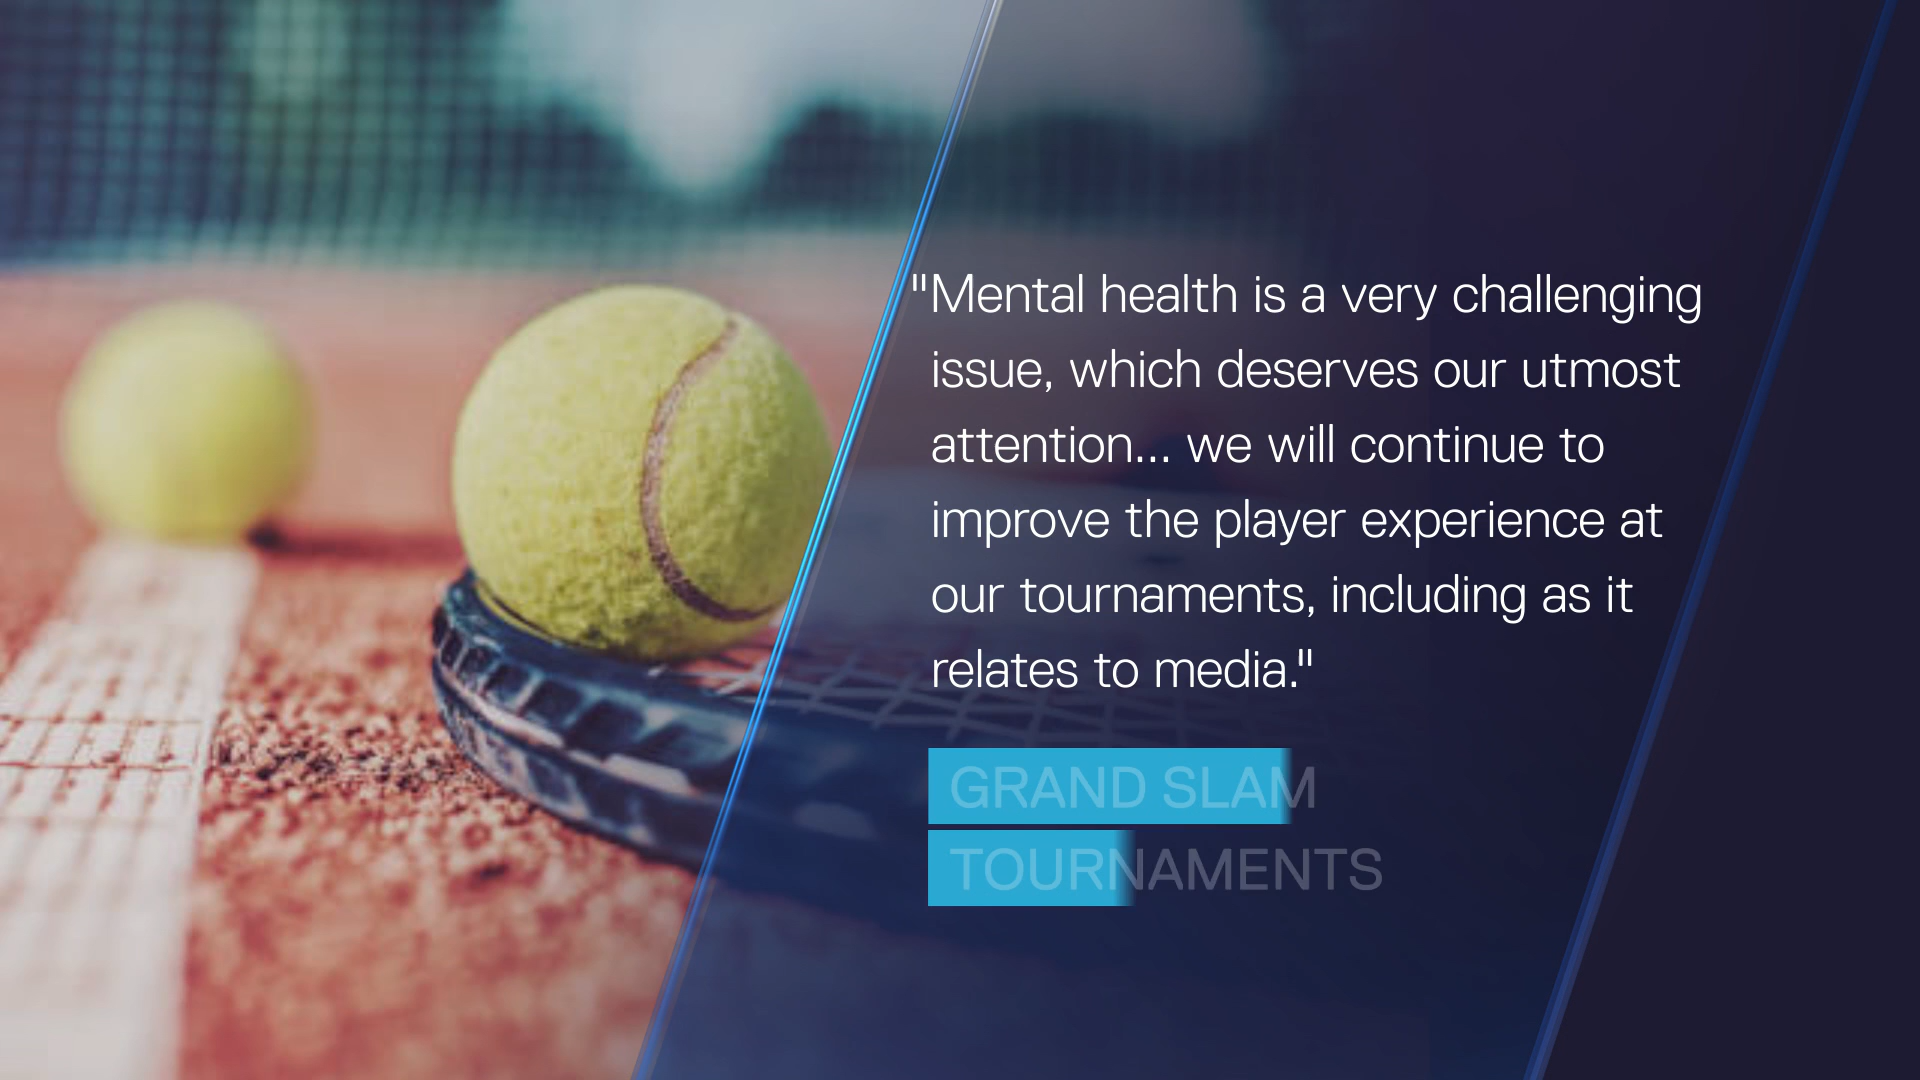 "Mental health is a very challenging
issue, which deserves our utmost
attention... we will continue to
improve the player experience at
our tournaments, including as it
relates to media."
GRAND SLAM
TOURNAMENTS